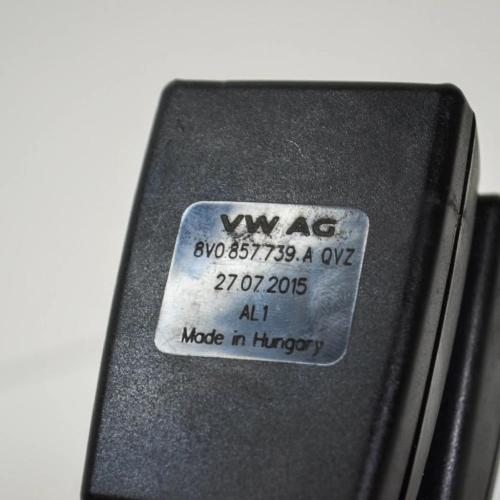 VW AG
8V0.857.739.A QVZ
27.07.2015
AL1
Made in Hungary